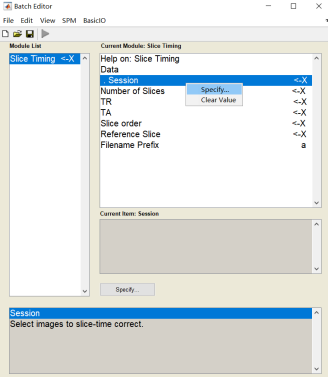 Batch Editor
File Edit View SPM BasicIO
Module List
Current Module: Slice Timing
Slice Timing <-X
Help on: Slice Timing
Data
. Session <-X
Number of Slices <-X
TR <-X
TA <-X
Slice order <-X
Reference Slice <-X
Filename Prefix a
Specify...
Clear Value
Current Item: Session
Specify...
Session
Select images to slice-time correct.